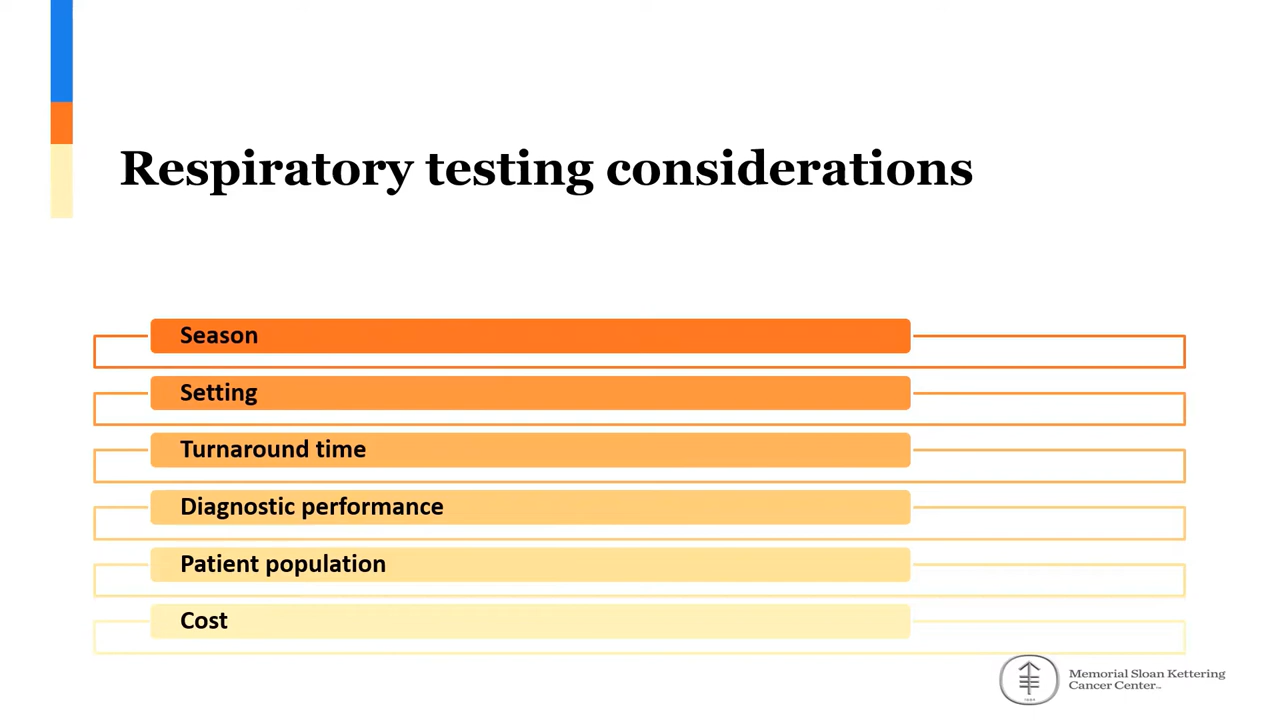 Respiratory testing considerations
Season
Setting
Turnaround time
Diagnostic performance
Patient population
Cost
Memorial Sloan Kettering
Cancer Center